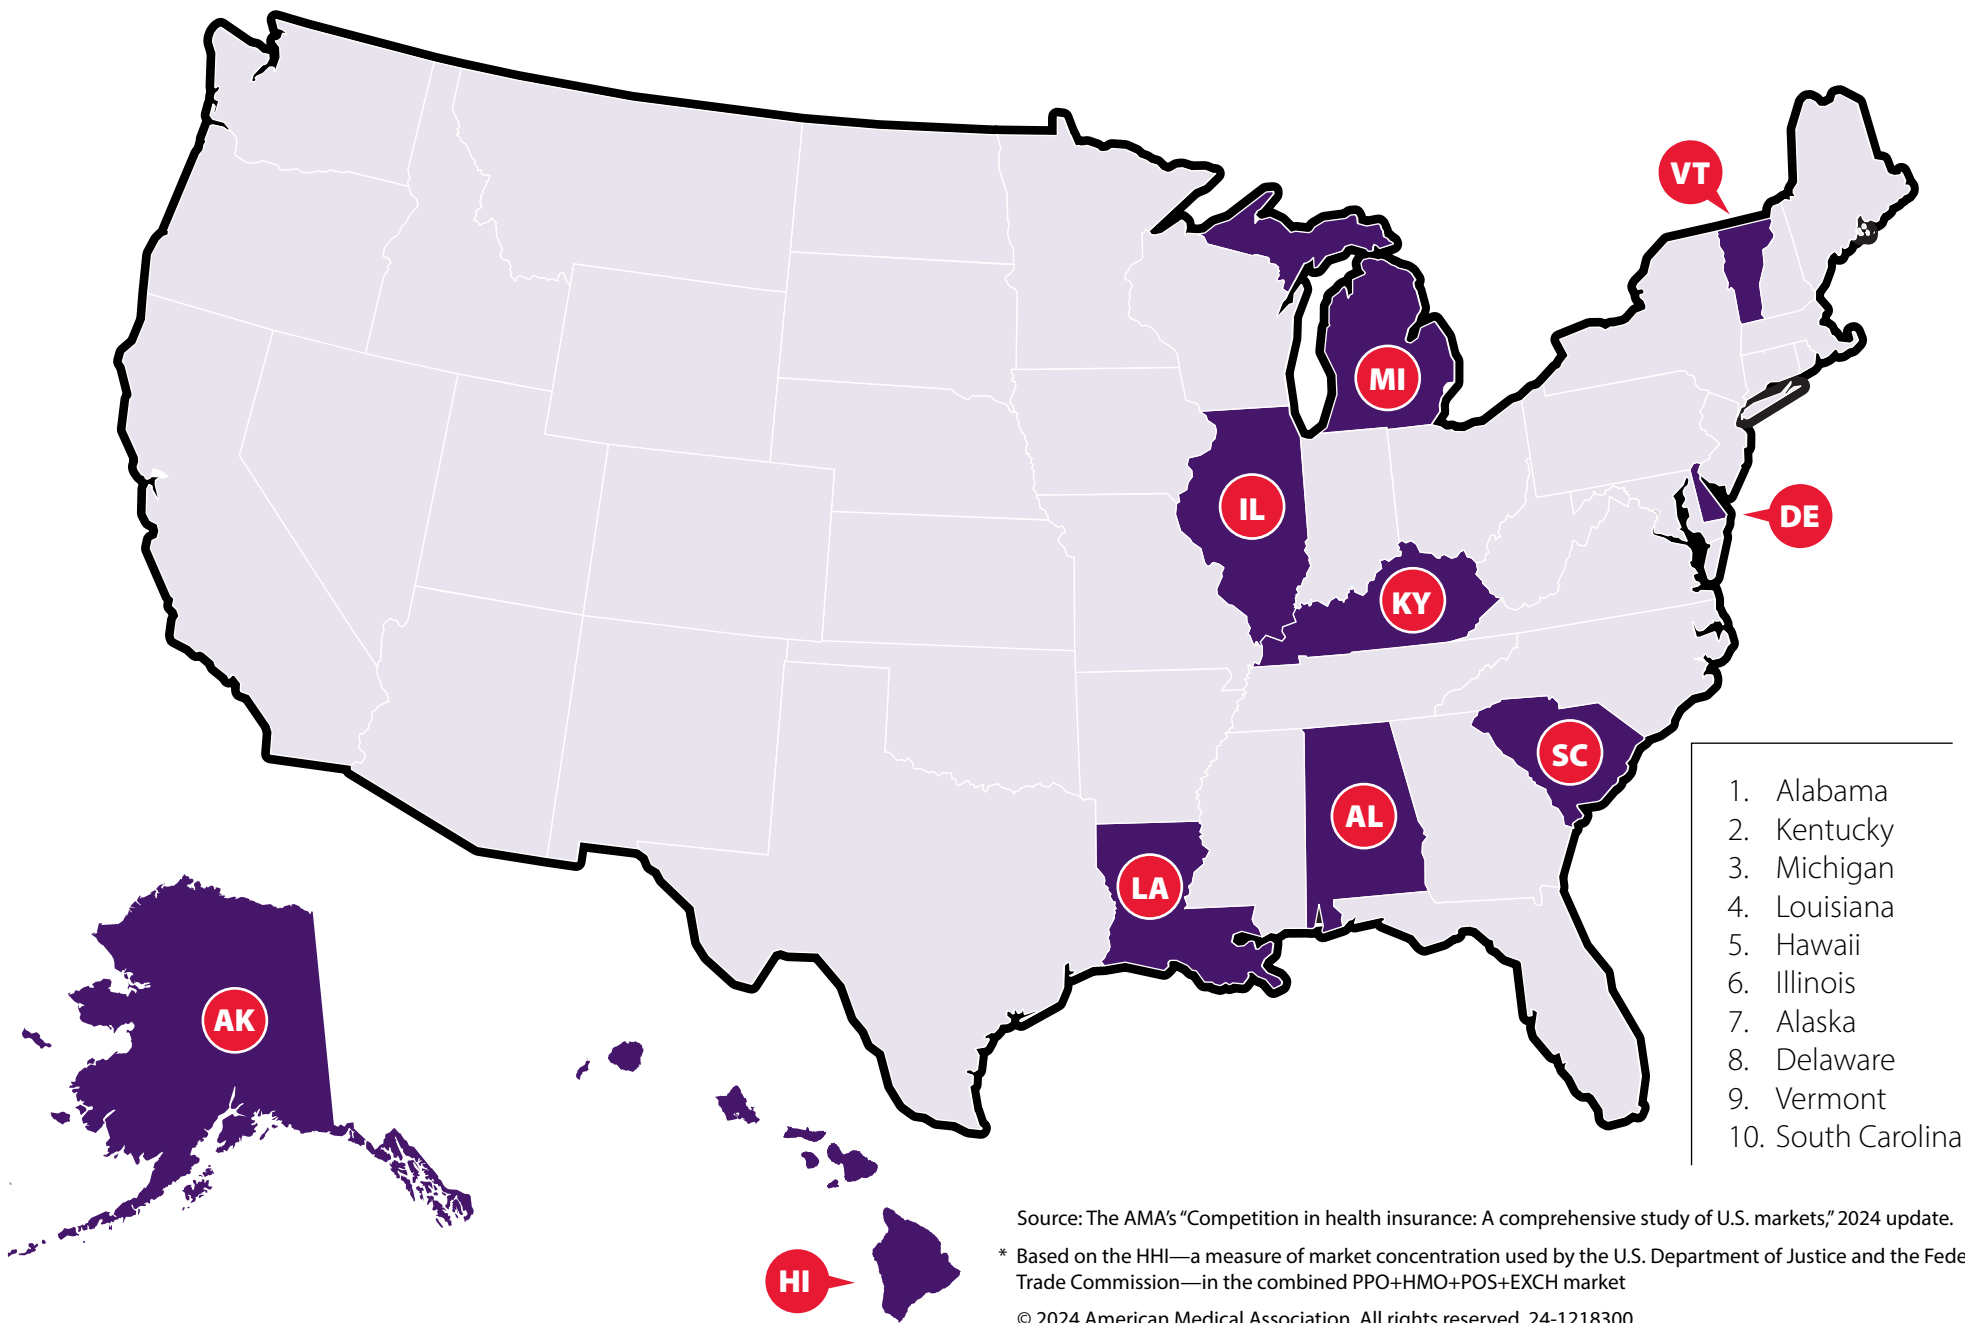 VT
MI
IL
DE
KY
SC
AL
LA
AK
HI
1. Alabama
2. Kentucky
3. Michigan
4. Louisiana
5. Hawaii
6. Illinois
7. Alaska
8. Delaware
9. Vermont
10. South Carolina
Source: The AMA’s “Competition in health insurance: A comprehensive study of U.S. markets,” 2024 update.
* Based on the HHI—a measure of market concentration used by the U.S. Department of Justice and the Fede
Trade Commission—in the combined PPO+HMO+POS+EXCH market
© 2024 American Medical Association. All rights reserved. 24-1218300